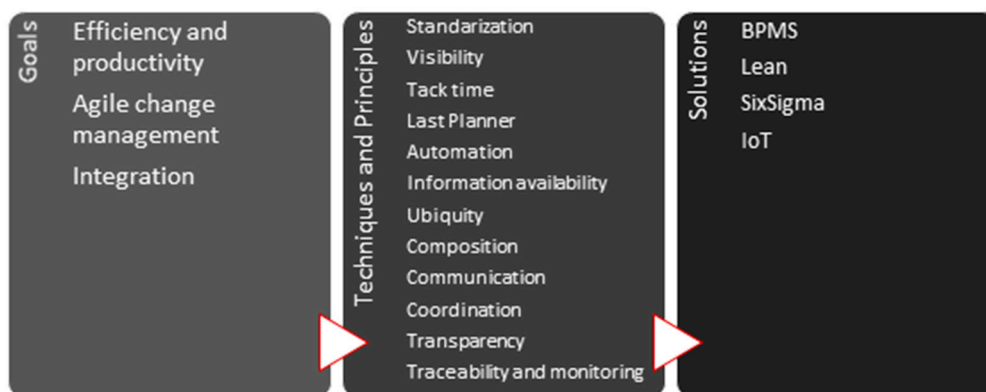 Goals
Efficiency and
productivity
Agile change
management
Integration
Techniques and Principles
Standarization
Visibility
Tack time
Last Planner
Automation
Information availability
Ubiquity
Composition
Communication
Coordination
Transparency
Traceability and monitoring
Solutions
BPMS
Lean
SixSigma
IoT